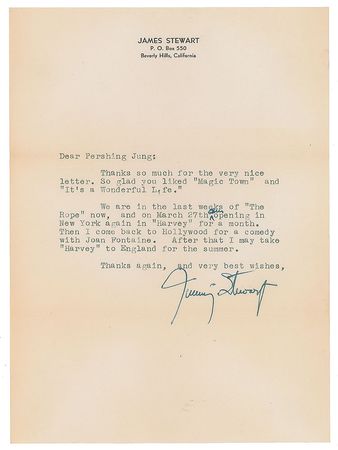 JAMES STEWART
P. O. Box 550
Beverly Hills, California
Dear Pershing Jung:
Thanks so much for the very nice
letter. So glad you liked "Magic Town" and
"It's a Wonderful Life."
We are in the last weeks of "The
Rope" now, and on March 27th opening in
New York again in "Harvey" for a month.
Then I come back to Hollywood for a comedy
with Joan Fontaine. After that I may take
"Harvey" to England for the summer.
Thanks again, and very best wishes,
Jimmy Stewart